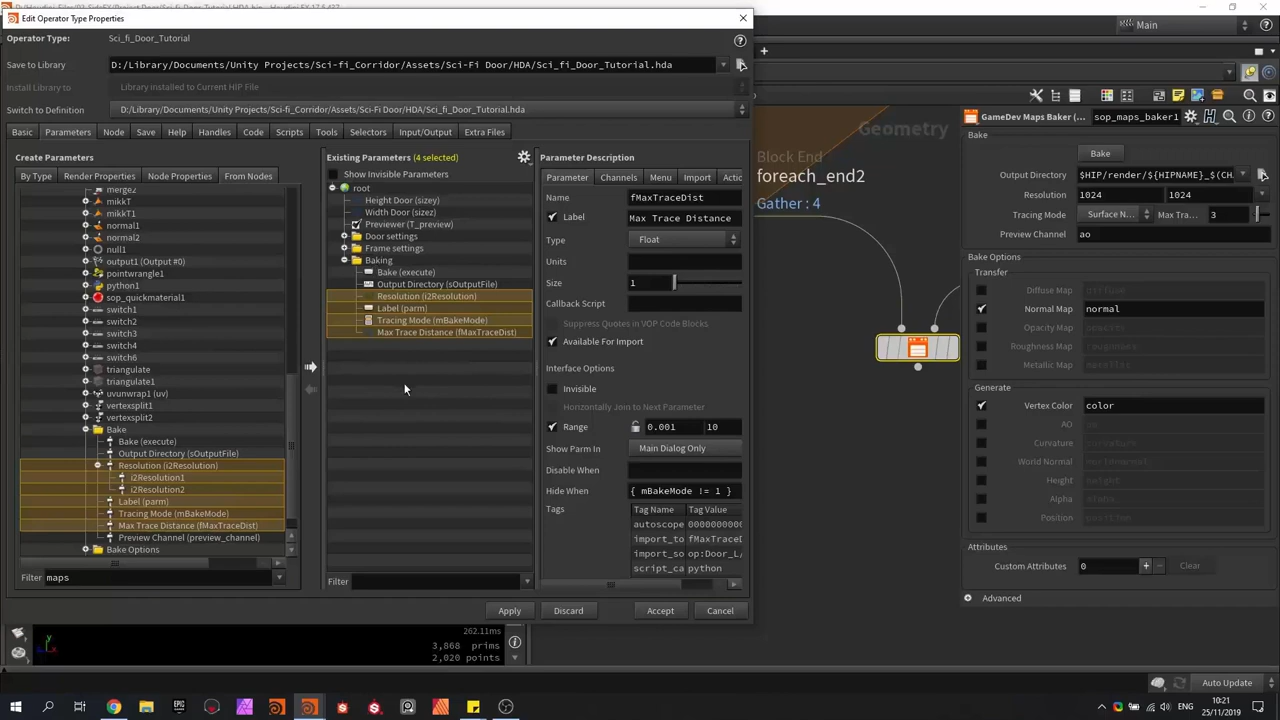 Edit Operator Type Properties
Main
Operator Type:
Sci_fi_Door_Tutorial
Save to Library
D:/Library/Documents/Unity Projects/Sci-fi_Corridor/Assets/Sci-Fi Door/HDA/Sci_fi_Door_Tutorial.hda
Install Library to
Library Installed to Current HIP File
Switch to Definition
D:/Library/Documents/Unity Projects/Sci-fi_Corridor/Assets/Sci-Fi Door/HDA/Sci_fi_Door_Tutorial.hda
Basic
Parameters
Node
Save
Help
Handles
Code
Scripts
Tools
Selectors
Input/Output
Extra Files
Create Parameters
By Type
Render Properties
Node Properties
From Nodes
merge2
mikkT
mikkT1
normal1
normal2
null1
output1 (Output #0)
pointwrangle1
python1
sop_quickmaterial1
switch1
switch2
switch3
switch4
switch6
triangulate
triangulate1
uvunwrap1 (uv)
vertexsplit1
vertexsplit2
Bake
Bake (execute)
Output Directory (sOutputFile)
Resolution (i2Resolution)
i2Resolution1
i2Resolution2
Label (parm)
Tracing Mode (mBakeMode)
Max Trace Distance (fMaxTraceDist)
Preview Channel (preview_channel)
Bake Options
Filter
maps
Existing Parameters (4 selected)
Show Invisible Parameters
root
Height Door (sizey)
Width Door (sizez)
Previewer (T_preview)
Door settings
Frame settings
Baking
Bake (execute)
Output Directory (sOutputFile)
Resolution (i2Resolution)
Label (parm)
Tracing Mode (mBakeMode)
Max Trace Distance (fMaxTraceDist)
Filter
Parameter Description
Parameter
Channels
Menu
Import
Actio
Name
fMaxTraceDist
Label
Max Trace Distance
Type
Float
Units
Size
1
Callback Script
Suppress Quotes in VOP Code Blocks
Available For Import
Interface Options
Invisible
Horizontally Join to Next Parameter
Range
0.001
10
Show Parm In
Main Dialog Only
Disable When
Hide When
{ mBakeMode != 1 }
Tags
Tag Name
Tag Value
autoscope
0000000000
import_to
fMaxTraceD
import_so
op:Door_L/
script_ca
python
Apply
Discard
Accept
Cancel
Geometry
Block End
foreach_end2
Gather : 4
GameDev Maps Baker (
sop_maps_baker1
Bake
Bake
Output Directory
$HIP/render/${HIPNAME}_$(CH
Resolution
1024
1024
Tracing Mode
Surface N...
Max Tra...
3
Preview Channel
ao
Bake Options
Transfer
Diffuse Map
diffuse
Normal Map
normal
Opacity Map
opacity
Roughness Map
roughness
Metallic Map
metallic
Generate
Vertex Color
color
AO
Curvature
curvature
World Normal
Height
height
Alpha
alpha
Position
position
Attributes
Custom Attributes
0
Clear
Advanced
262.11ms
3,868 prims
2,020 points
y
x
Auto Update
ENG
10:21
25/11/2019